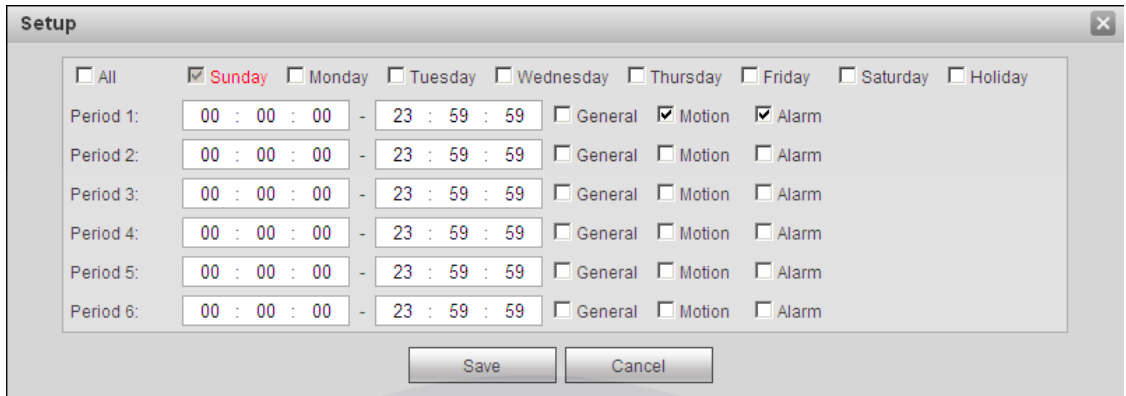 Setup
All Sunday Monday Tuesday Wednesday Thursday Friday Saturday Holiday
Period 1: 00 : 00 : 00 - 23 : 59 : 59 General Motion Alarm
Period 2: 00 : 00 : 00 - 23 : 59 : 59 General Motion Alarm
Period 3: 00 : 00 : 00 - 23 : 59 : 59 General Motion Alarm
Period 4: 00 : 00 : 00 - 23 : 59 : 59 General Motion Alarm
Period 5: 00 : 00 : 00 - 23 : 59 : 59 General Motion Alarm
Period 6: 00 : 00 : 00 - 23 : 59 : 59 General Motion Alarm
Save Cancel